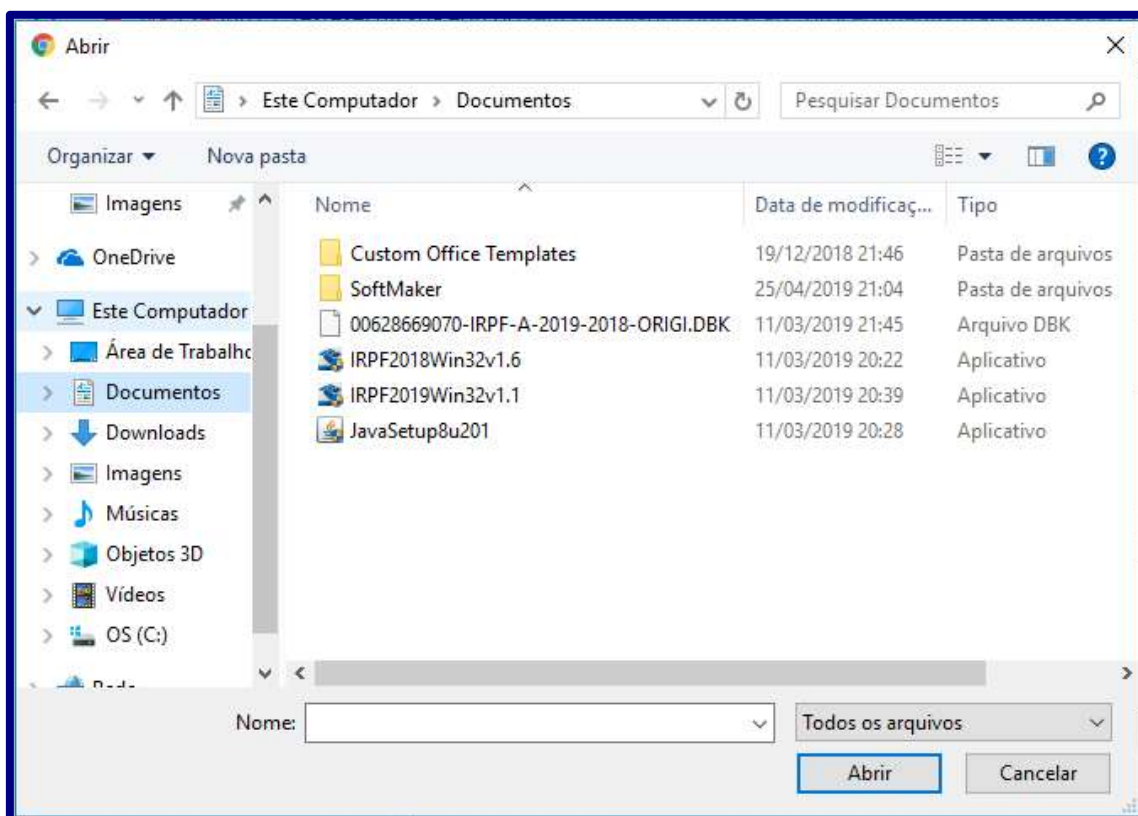 Abrir
Este Computador > Documentos
Pesquisar Documentos
Organizar
Nova pasta
Imagens
OneDrive
Este Computador
Área de Trabalho
Documentos
Downloads
Imagens
Músicas
Objetos 3D
Vídeos
OS (C:)
Nome Data de modificaç... Tipo
Custom Office Templates 19/12/2018 21:46 Pasta de arquivos
SoftMaker 25/04/2019 21:04 Pasta de arquivos
00628669070-IRPF-A-2019-2018-ORIGI.DBK 11/03/2019 21:45 Arquivo DBK
IRPF2018Win32v1.6 11/03/2019 20:22 Aplicativo
IRPF2019Win32v1.1 11/03/2019 20:39 Aplicativo
JavaSetup8u201 11/03/2019 20:28 Aplicativo
Nome:
Todos os arquivos
Abrir
Cancelar